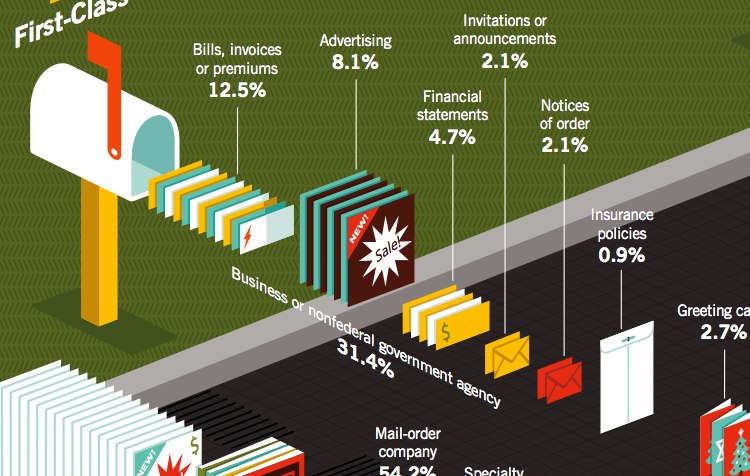 First-Class
Bills, invoices
or premiums
12.5%
Advertising
8.1%
Invitations or
announcements
2.1%
Financial
statements
4.7%
Notices
of order
2.1%
Insurance
policies
0.9%
Greeting ca
2.7%
NEW!
Sale!
$
Business or nonfederal government agency
31.4%
Mail-order
company
54.2%
Specialty
NEW!
$